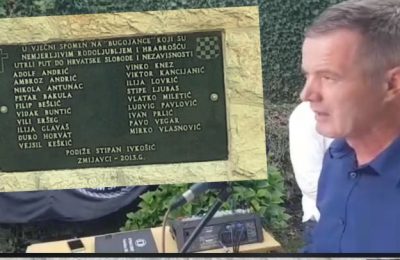 U VJEČNI SPOMEN NA "BUGOJANCE" KOJI SU
NEMJERLJIVIM RODOLJUBLJEM I HRABROŠĆU
UTRLI PUT DO HRVATSKE SLOBODE I NEZAVISNOSTI
ADOLF ANDRIĆ
AMBROZ ANDRIĆ
NIKOLA ANTUNAC
PETAR BAKULA
FILIP BEŠLIĆ
VIDAK BUNTIĆ
VILI ERŠEG
ILIJA GLAVAŠ
ĐURO HORVAT
VEJSIL KEŠKIĆ
VINKO KNEZ
VIKTOR KANCIJANIĆ
ILIJA LOVRIĆ
STIPE LJUBAS
VLATKO MILETIĆ
LUDVIG PAVLOVIĆ
IVAN PRLIĆ
PAVO VEGAR
MIRKO VLASNOVIĆ
PODIŽE STIPAN IVKOŠIĆ
ZMIJAVCI - 2013.G.